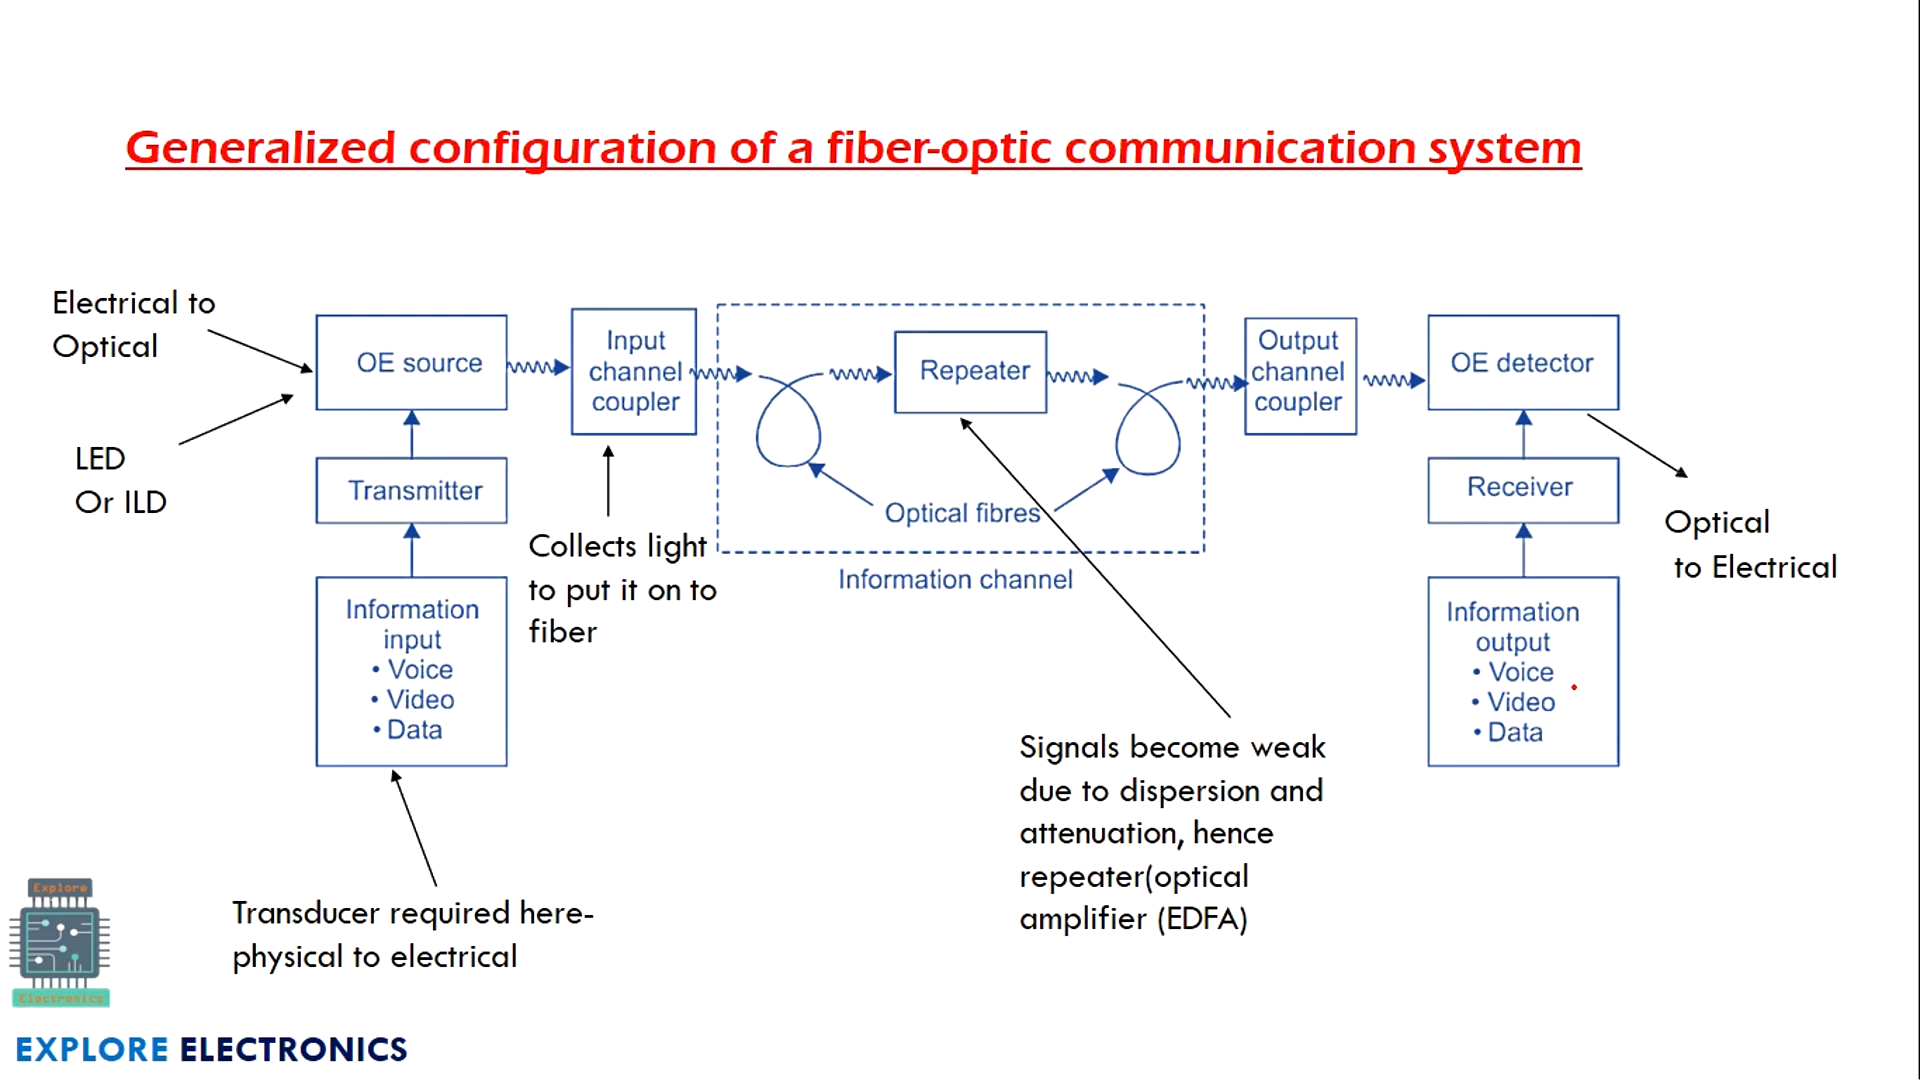 Generalized configuration of a fiber-optic communication system
Electrical to
Optical
LED
Or ILD
OE source
Transmitter
Information
input
• Voice
• Video
• Data
Transducer required here-
physical to electrical
Input
channel
coupler
Collects light
to put it on to
fiber
Repeater
Optical fibres
Information channel
Signals become weak
due to dispersion and
attenuation, hence
repeater(optical
amplifier (EDFA)
Output
channel
coupler
OE detector
Receiver
Information
output
• Voice
• Video
• Data
Optical
to Electrical
Explore
Electronics
EXPLORE ELECTRONICS